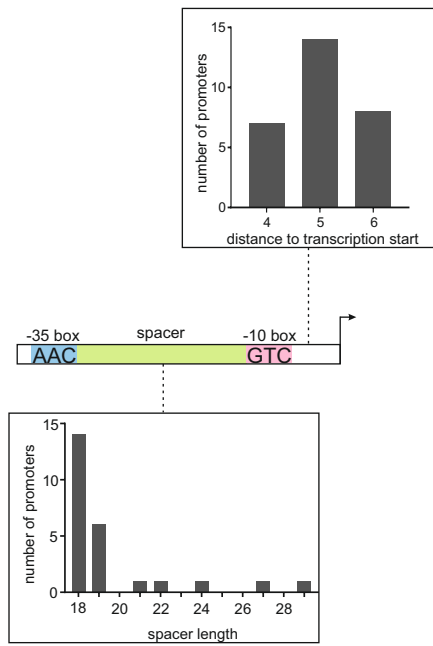 15
10
5
0
number of promoters
4 5 6
distance to transcription start
-35 box spacer -10 box
AAC GTC
15
10
5
0
number of promoters
18 20 22 24 26 28
spacer length